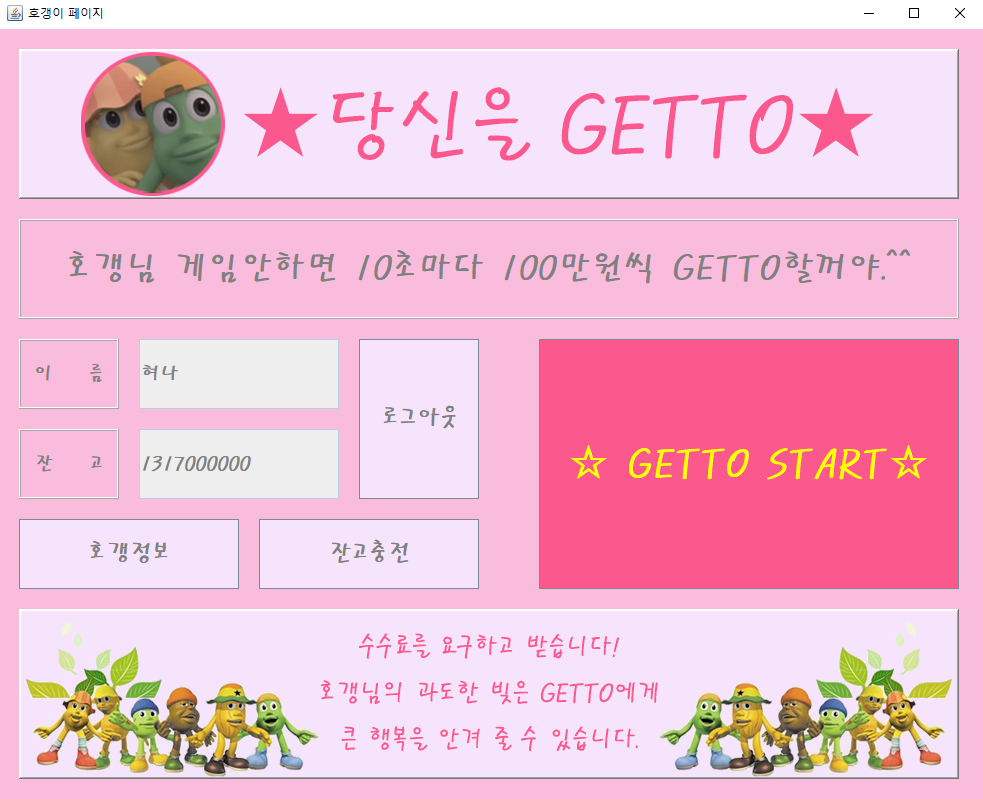 호갱이 페이지
★당신을 GETTO★
호갱님 게임안하면 10초마다 100만원씩 GETTO할꺼야.^^
이 름
혀나
로그아웃
☆ GETTO START☆
잔 고
1317000000
호갱정보
잔고충전
수수료를 요구하고 받습니다!
호갱님의 과도한 빚은 GETTO에게
큰 행복을 안겨 줄 수 있습니다.